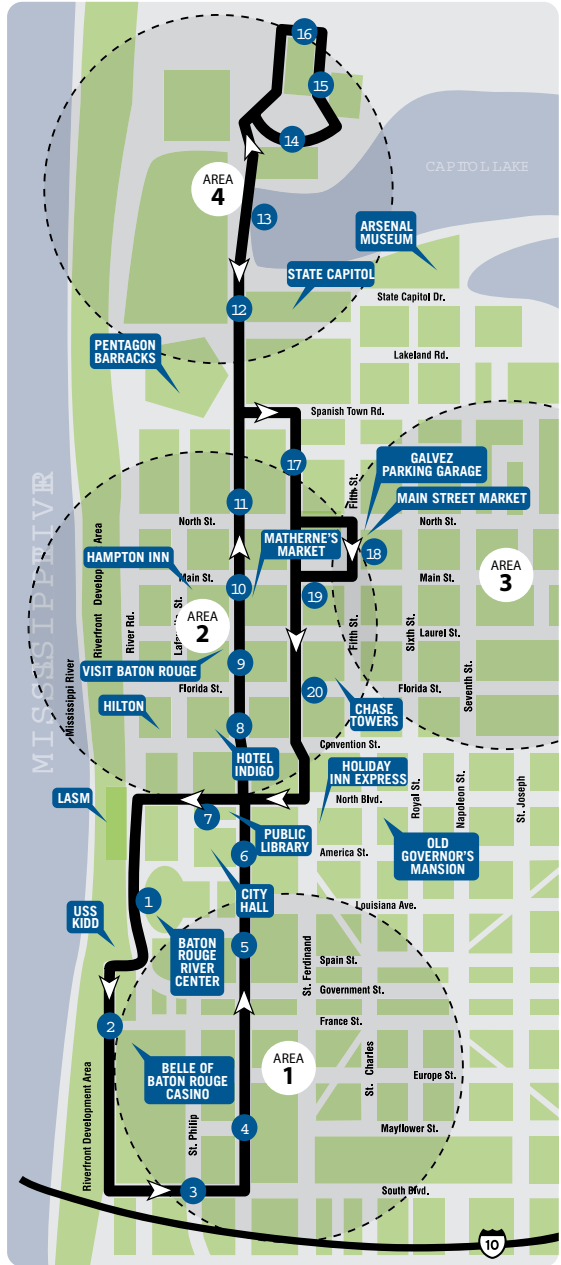 16
15
14
CAPITOL LAKE
AREA
4
13
ARSENAL
MUSEUM
STATE CAPITOL
State Capitol Dr.
12
PENTAGON
BARRACKS
Lakeland Rd.
Spanish Town Rd.
17
Fifth St.
GALVEZ
PARKING GARAGE
MAIN STREET MARKET
11
North St.
North St.
MATHERNE'S
MARKET
18
HAMPTON INN
Main St.
10
19
Main St.
AREA
3
Riverfront Development Area
River Rd.
AREA
2
Fifth St.
Sixth St.
Laurel St.
VISIT BATON ROUGE
9
Florida St.
20
Florida St.
Seventh St.
MISSISSIPPI RIVER
Mississippi River
HILTON
8
CHASE
TOWERS
HOTEL
INDIGO
Convention St.
HOLIDAY
INN EXPRESS
LASM
7
North Blvd.
Royal St.
Napoleon St.
St. Joseph
PUBLIC
LIBRARY
6
America St.
OLD
GOVERNOR'S
MANSION
CITY
HALL
1
Louisiana Ave.
USS
KIDD
BATON
ROUGE
RIVER
CENTER
5
St. Ferdinand
Spain St.
Government St.
2
France St.
BELLE OF
BATON ROUGE
CASINO
AREA
1
St. Charles
Europe St.
Riverfront Development Area
St. Philip
4
Mayflower St.
3
South Blvd.
10